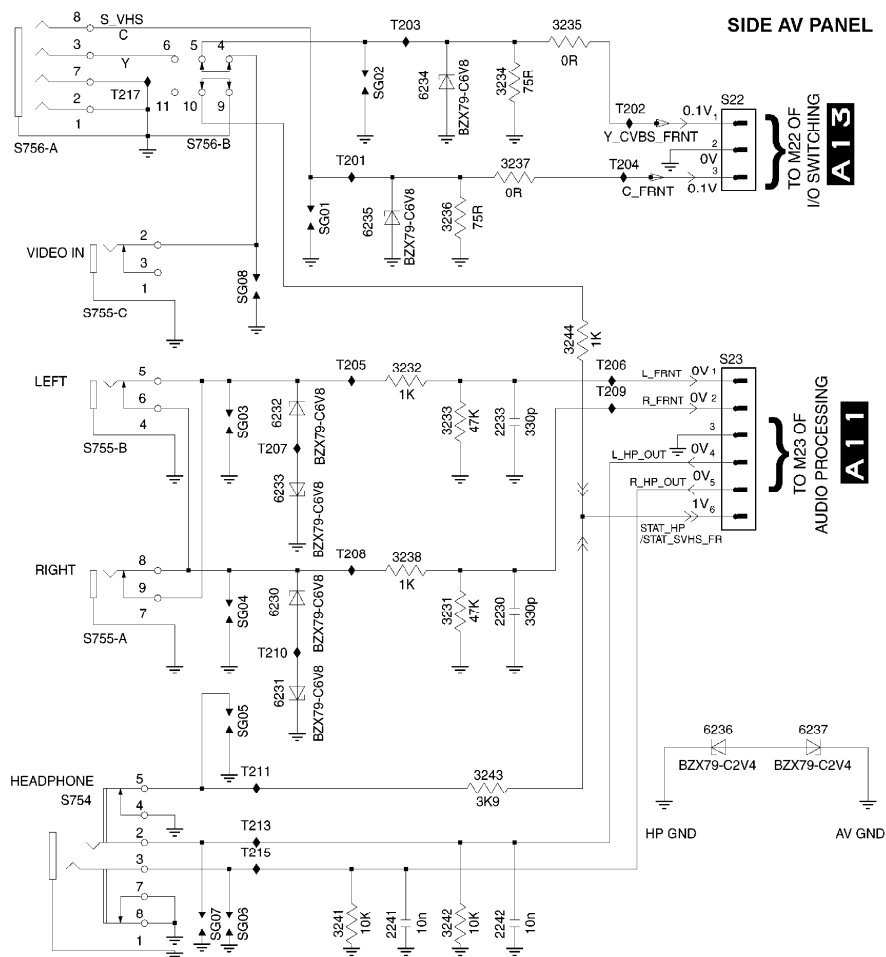 SIDE AV PANEL
8 S_VHS
C
3 Y 6 5 4
7
T217
2
11 10 9
1
S756-A
S756-B
T203
SG02
6234
BZX79-C6V8
3234
75R
3235
0R
T202
0.1V 1
Y_CVBS_FRNT
S22
2
0V
T204
3
C_FRNT
0.1V
TO M22 OF
I/O SWITCHING
A13
T201
SG01
6235
BZX79-C6V8
3236
75R
3237
0R
VIDEO IN
2
3
1
S755-C
SG08
3244
1K
LEFT
5
6
4
S755-B
SG03
6232
BZX79-C6V8
T207
6233
BZX79-C6V8
T205
3232
1K
3233
47K
2233
330p
T206
T209
S23
L_FRNT 0V 1
R_FRNT 0V 2
3
L_HP_OUT 0V 4
0V
R_HP_OUT 5
1V 6
STAT_HP
/STAT_SVHS_FR
TO M23 OF
AUDIO PROCESSING
A11
RIGHT
8
9
7
S755-A
SG04
6230
BZX79-C6V8
T210
6231
BZX79-C6V8
T208
3238
1K
3231
47K
2230
330p
SG05
HEADPHONE
S754
5
4
2
3
7
8
1
T211
T213
T215
SG07
SG06
3243
3K9
3241
10K
2241
10n
3242
10K
2242
10n
6236
BZX79-C2V4
6237
BZX79-C2V4
HP GND
AV GND